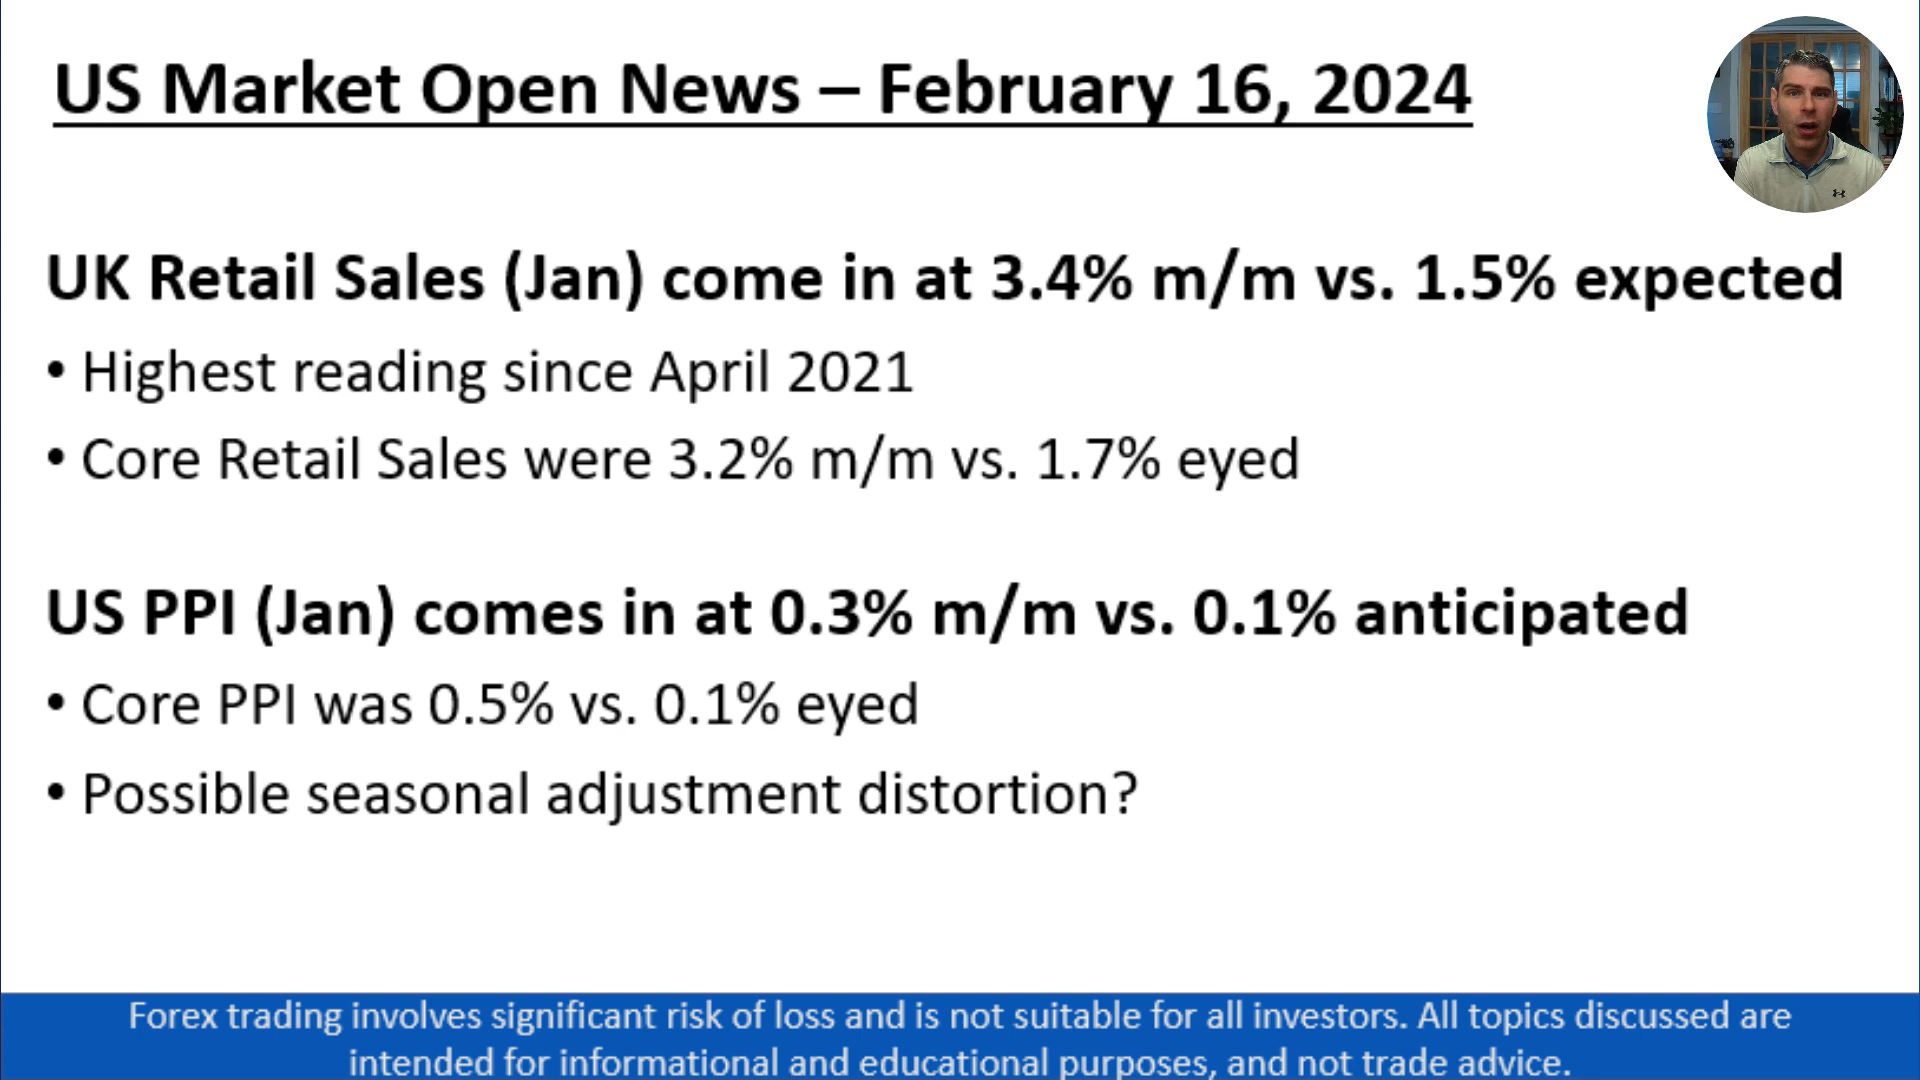 US Market Open News – February 16, 2024
UK Retail Sales (Jan) come in at 3.4% m/m vs. 1.5% expected
• Highest reading since April 2021
• Core Retail Sales were 3.2% m/m vs. 1.7% eyed
US PPI (Jan) comes in at 0.3% m/m vs. 0.1% anticipated
• Core PPI was 0.5% vs. 0.1% eyed
• Possible seasonal adjustment distortion?
Forex trading involves significant risk of loss and is not suitable for all investors. All topics discussed are
intended for informational and educational purposes, and not trade advice.